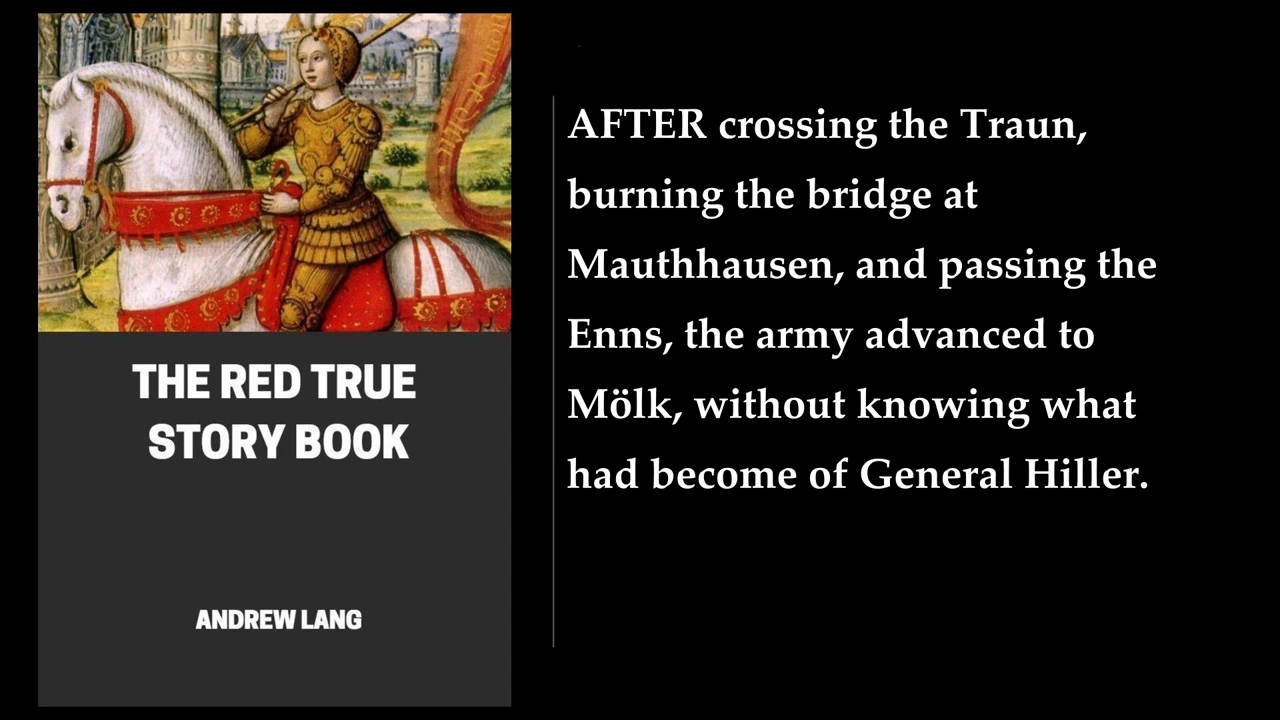 THE RED TRUE
STORY BOOK
ANDREW LANG
AFTER crossing the Traun,
burning the bridge at
Mauthhausen, and passing the
Enns, the army advanced to
Mölk, without knowing what
had become of General Hiller.